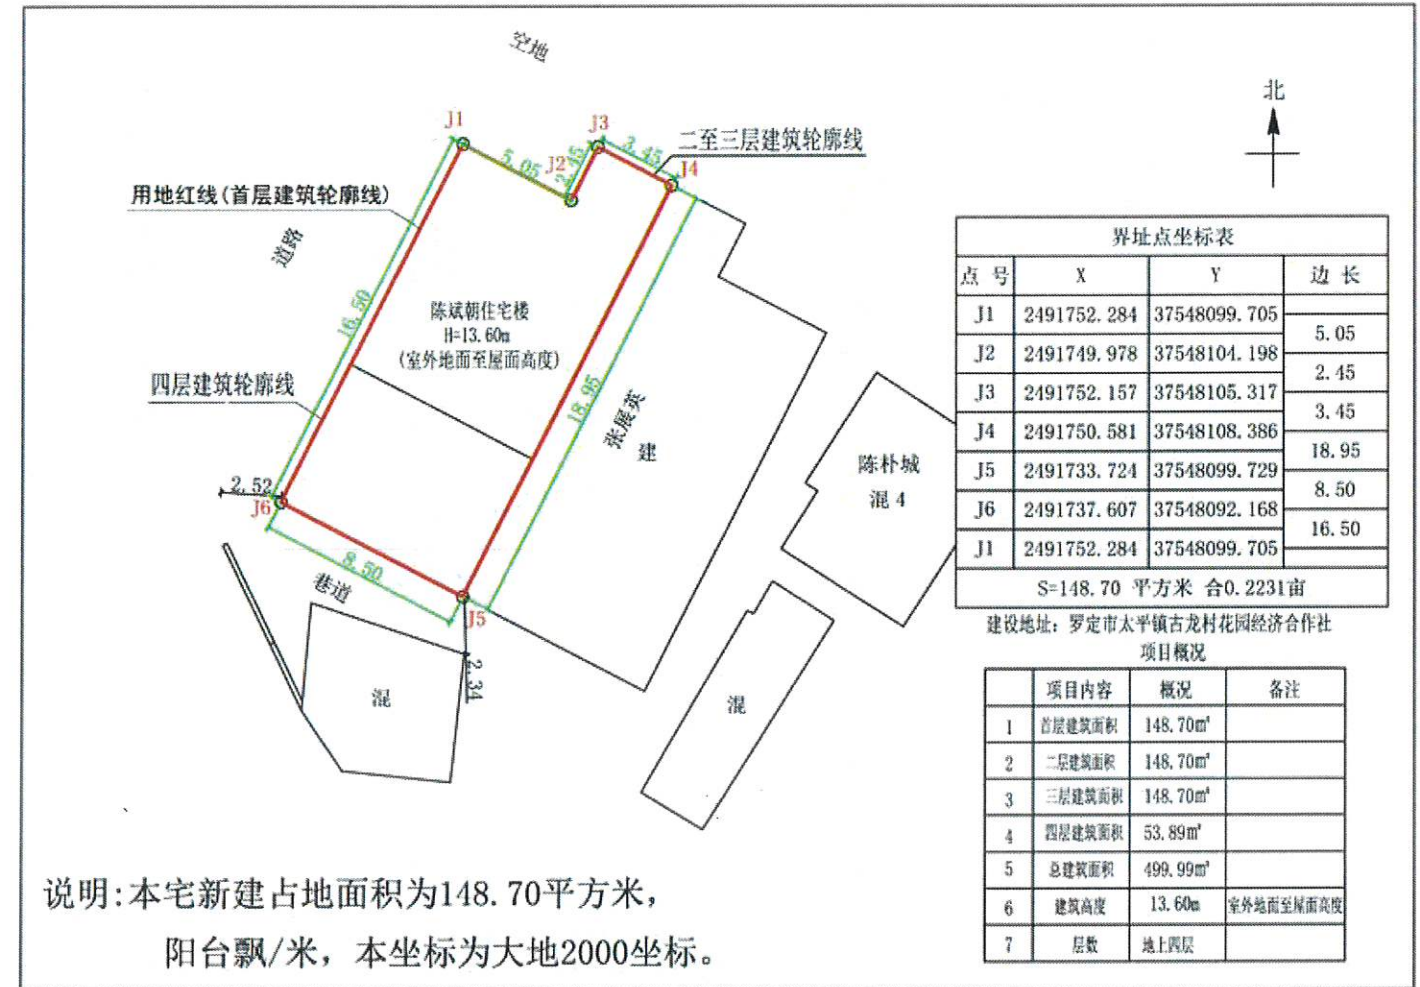 空地
北
J1
J3
二至三层建筑轮廓线
3.45
5.05
J2
2.45
J4
用地红线(首层建筑轮廓线)
道路
16.50
陈斌朝住宅楼
H=13.60m
(室外地面至屋面高度)
四层建筑轮廓线
18.95
张展英
建
陈朴城
混 4
2.52
J6
8.50
巷道
J5
2.34
混
混
界址点坐标表
点 号 X Y 边 长
J1 2491752.284 37548099.705
5.05
J2 2491749.978 37548104.198
2.45
J3 2491752.157 37548105.317
3.45
J4 2491750.581 37548108.386
18.95
J5 2491733.724 37548099.729
8.50
J6 2491737.607 37548092.168
16.50
J1 2491752.284 37548099.705
S=148.70 平方米 合0.2231亩
建设地址：罗定市太平镇古龙村花园经济合作社
项目概况
项目内容 概况 备注
1 首层建筑面积 148.70㎡
2 二层建筑面积 148.70㎡
3 三层建筑面积 148.70㎡
4 四层建筑面积 53.89㎡
5 总建筑面积 499.99㎡
6 建筑高度 13.60m 室外地面至屋面高度
7 层数 地上四层
说明:本宅新建占地面积为148.70平方米，
阳台飘/米，本坐标为大地2000坐标。